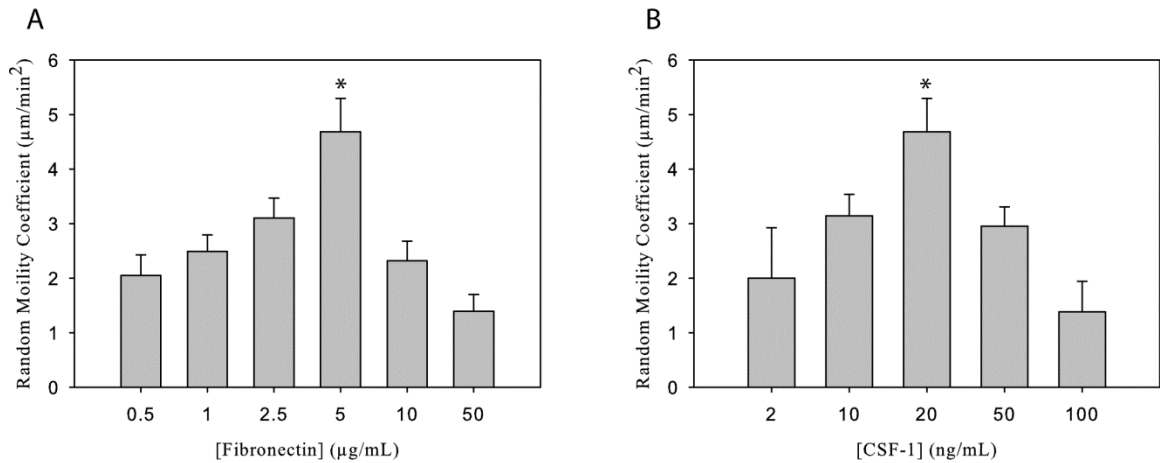 A
Random Moility Coefficient (µm/min²)
6
5
4
3
2
1
0
*
0.5 1 2.5 5 10 50
[Fibronectin] (µg/mL)
B
Random Moility Coefficient (µm/min²)
6
5
4
3
2
1
0
*
2 10 20 50 100
[CSF-1] (ng/mL)